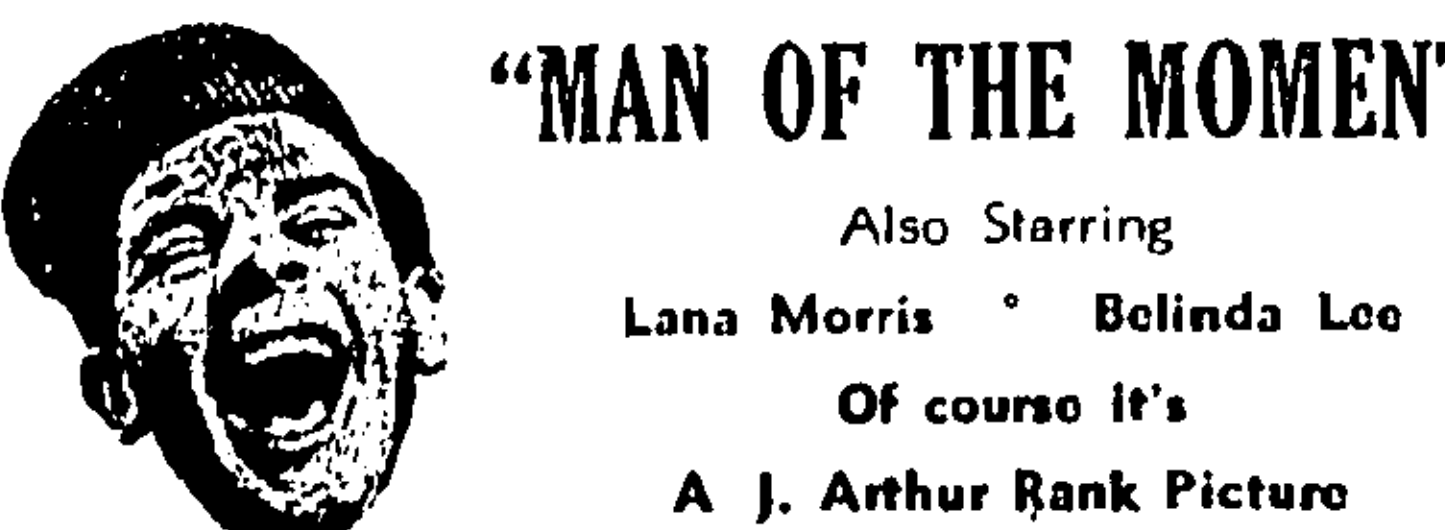 "MAN OF THE MOMENT
Also Starring
Lana Morris ° Belinda Lee
Of course it's
A J. Arthur Rank Picture